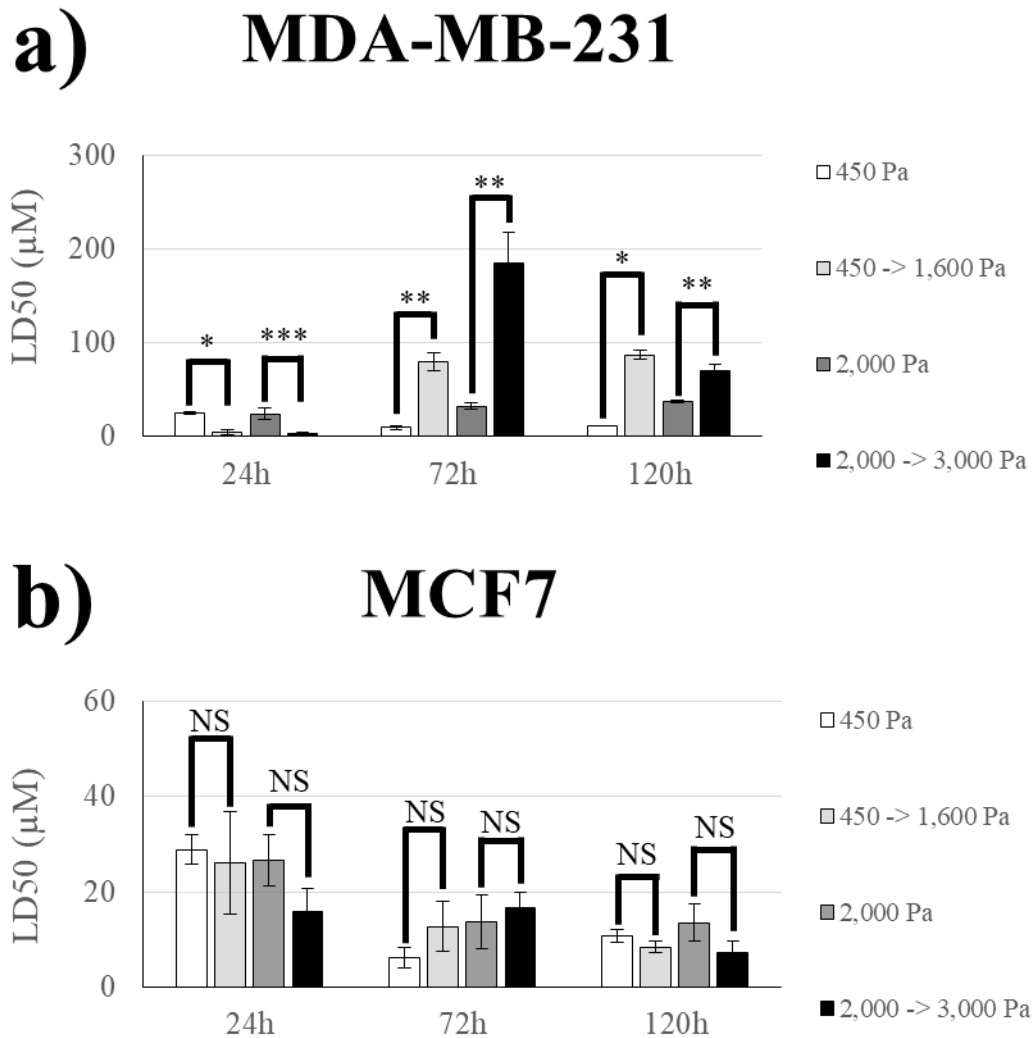 a) MDA-MB-231
LD50 (µM)
300
200
100
0
*
***
**
**
*
**
24h
72h
120h
450 Pa
450 -> 1,600 Pa
2,000 Pa
2,000 -> 3,000 Pa
b) MCF7
LD50 (µM)
60
40
20
0
NS
NS
NS
NS
NS
NS
24h
72h
120h
450 Pa
450 -> 1,600 Pa
2,000 Pa
2,000 -> 3,000 Pa